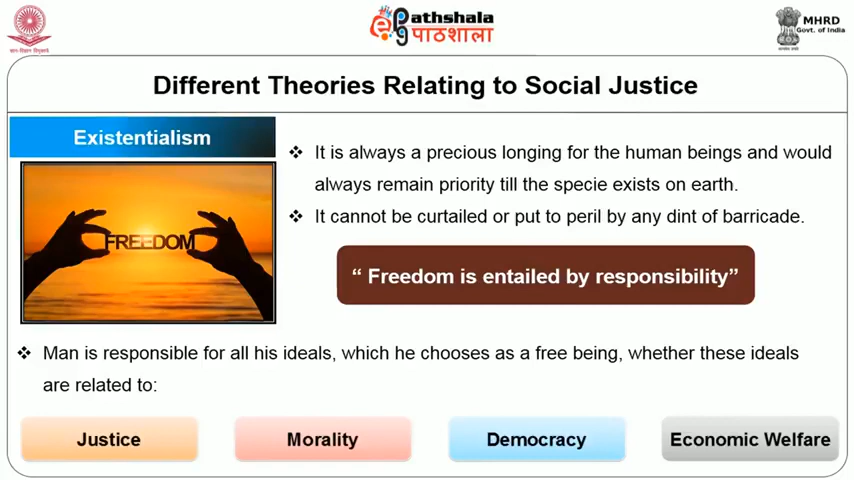 ePathshala
पाठशाला
MHRD
Govt. of India
Different Theories Relating to Social Justice
Existentialism
FREEDOM
❖ It is always a precious longing for the human beings and would
always remain priority till the specie exists on earth.
❖ It cannot be curtailed or put to peril by any dint of barricade.
“ Freedom is entailed by responsibility”
❖ Man is responsible for all his ideals, which he chooses as a free being, whether these ideals
are related to:
Justice
Morality
Democracy
Economic Welfare